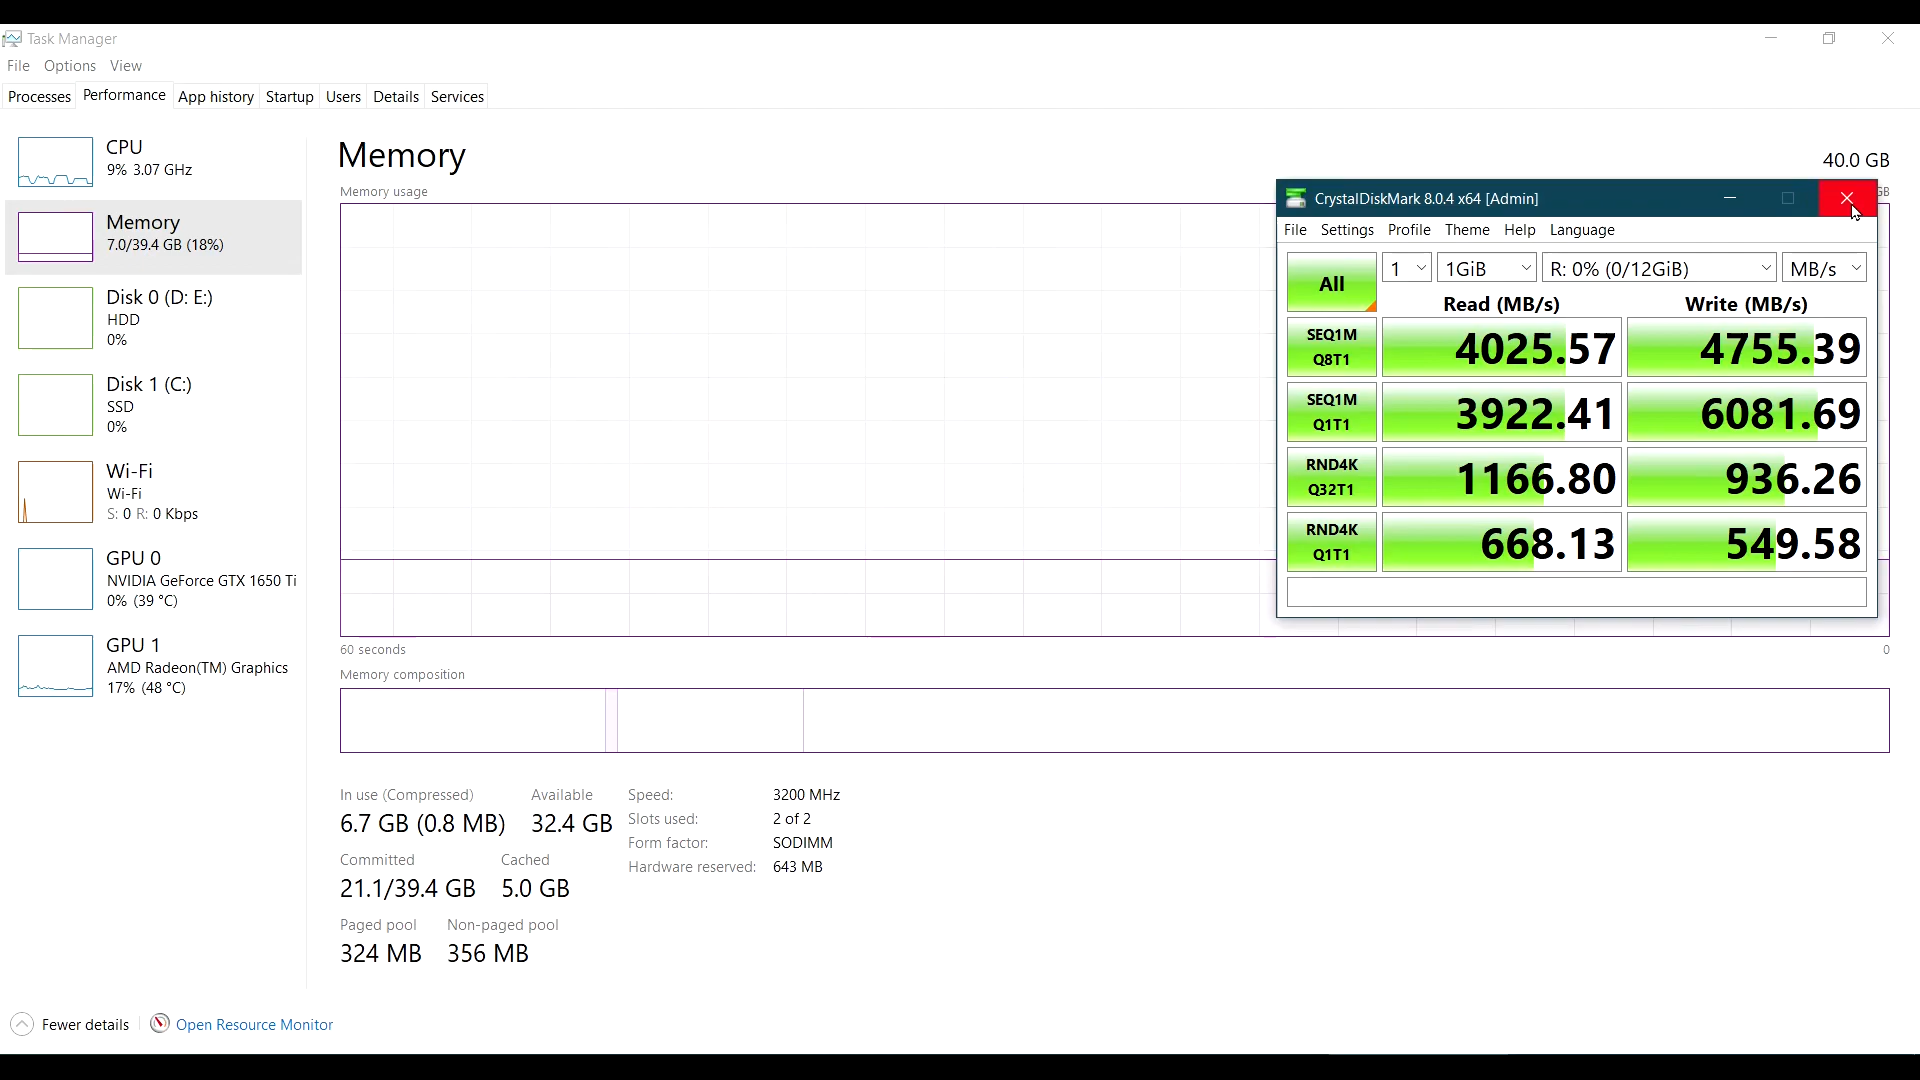 Task Manager
File Options View
Processes Performance App history Startup Users Details Services
CPU
9% 3.07 GHz
Memory
7.0/39.4 GB (18%)
Disk 0 (D: E:)
HDD
0%
Disk 1 (C:)
SSD
0%
Wi-Fi
Wi-Fi
S: 0 R: 0 Kbps
GPU 0
NVIDIA GeForce GTX 1650 Ti
0% (39 °C)
GPU 1
AMD Radeon(TM) Graphics
17% (48 °C)
Memory
40.0 GB
Memory usage
GB
CrystalDiskMark 8.0.4 x64 [Admin]
File Settings Profile Theme Help Language
All
1 1GiB R: 0% (0/12GiB) MB/s
Read (MB/s) Write (MB/s)
SEQ1M
Q8T1
4025.57 4755.39
SEQ1M
Q1T1
3922.41 6081.69
RND4K
Q32T1
1166.80 936.26
RND4K
Q1T1
668.13 549.58
60 seconds 0
Memory composition
In use (Compressed) Available
6.7 GB (0.8 MB) 32.4 GB
Committed Cached
21.1/39.4 GB 5.0 GB
Paged pool Non-paged pool
324 MB 356 MB
Speed: 3200 MHz
Slots used: 2 of 2
Form factor: SODIMM
Hardware reserved: 643 MB
Fewer details Open Resource Monitor